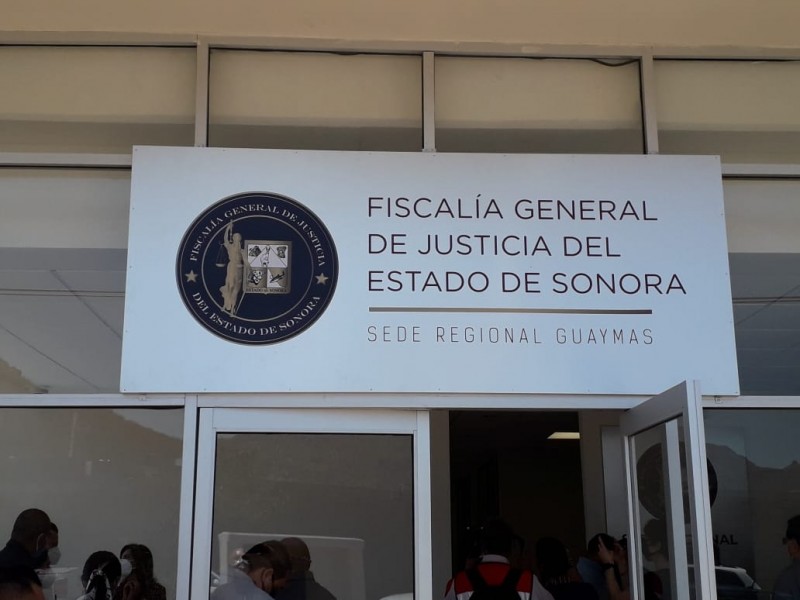 FISCALÍA GENERAL DE JUSTICIA
DEL ESTADO DE SONORA
FISCALÍA GENERAL
DE JUSTICIA DEL
ESTADO DE SONORA
SEDE REGIONAL GUAYMAS